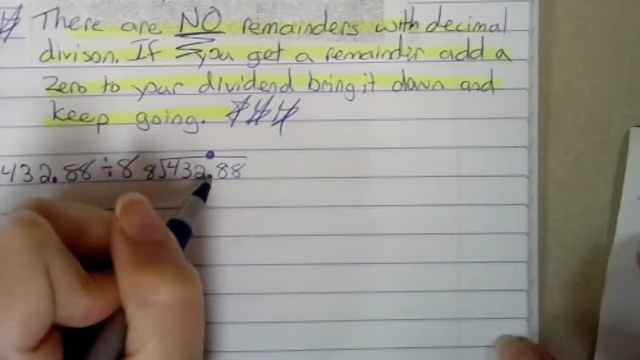 There are NO remainders with decimal
divison. If you get a remainder add a
zero to your dividend bring it down and
keep going.
432.88 ÷ 8 8√432.88